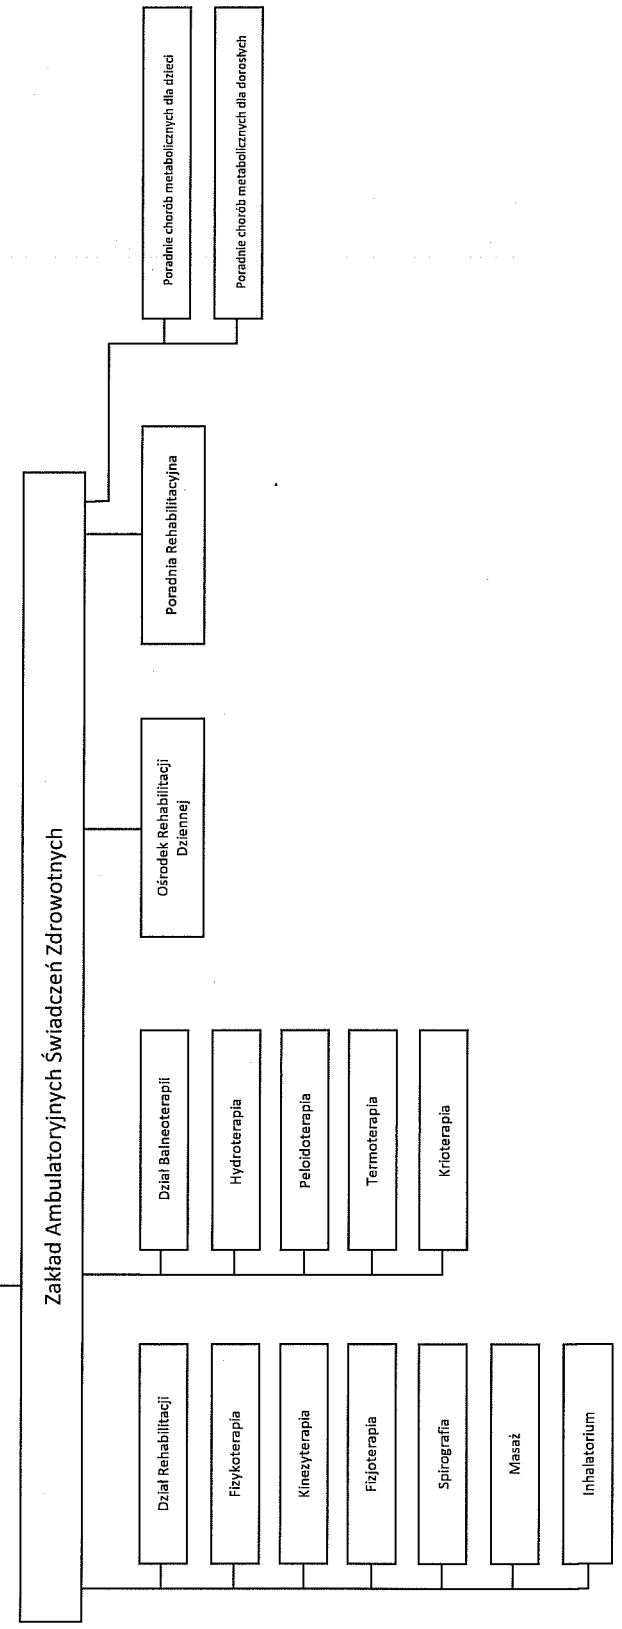 Zakład Ambulatoryjnych Świadczeń Zdrowotnych
Dział Rehabilitacji
Fizykoterapia
Kinezyterapia
Fizjoterapia
Spirografia
Masaż
Inhalatorium
Dział Balneoterapii
Hydroterapia
Peloidoterapia
Termoterapia
Krioterapia
Ośrodek Rehabilitacji
Dziennej
Poradnia Rehabilitacyjna
Poradnie chorób metabolicznych dla dzieci
Poradnie chorób metabolicznych dla dorosłych